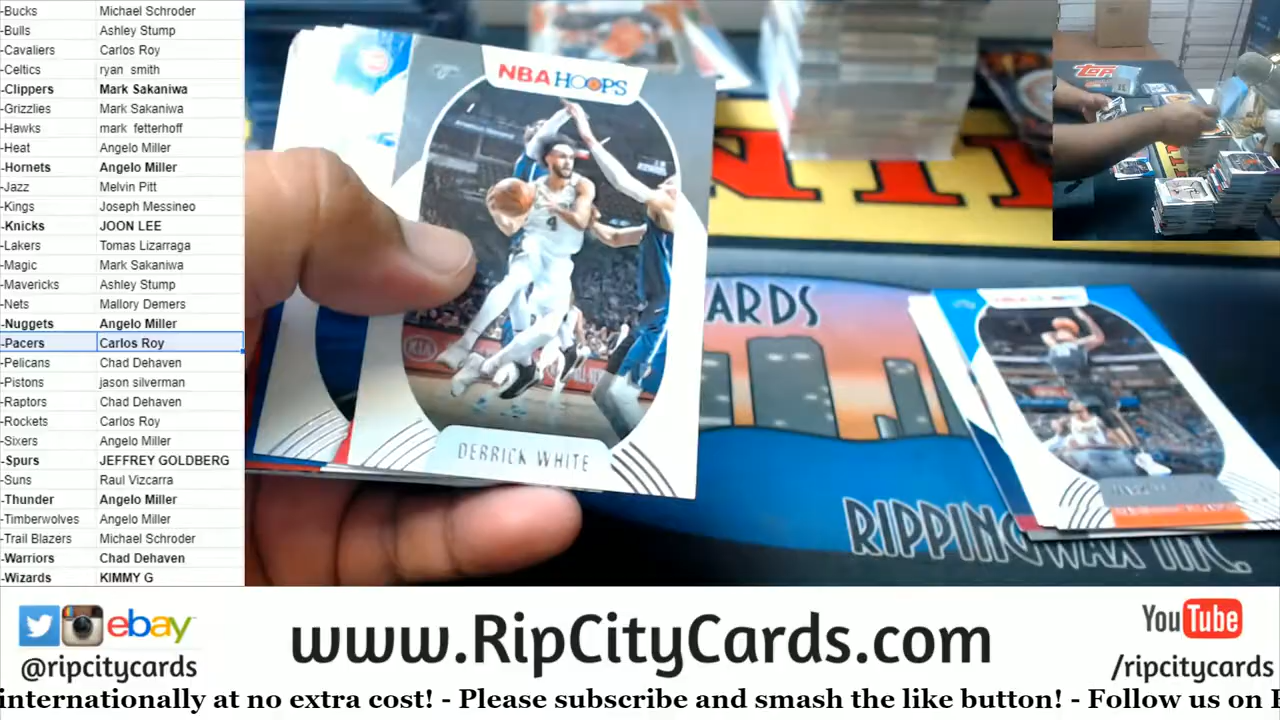 -Bucks Michael Schroder
-Bulls Ashley Stump
-Cavaliers Carlos Roy
-Celtics ryan smith
-Clippers Mark Sakaniwa
-Grizzlies Mark Sakaniwa
-Hawks mark fetterhoff
-Heat Angelo Miller
-Hornets Angelo Miller
-Jazz Melvin Pitt
-Kings Joseph Messineo
-Knicks JOON LEE
-Lakers Tomas Lizarraga
-Magic Mark Sakaniwa
-Mavericks Ashley Stump
-Nets Mallory Demers
-Nuggets Angelo Miller
-Pacers Carlos Roy
-Pelicans Chad Dehaven
-Pistons jason silverman
-Raptors Chad Dehaven
-Rockets Carlos Roy
-Sixers Angelo Miller
-Spurs JEFFREY GOLDBERG
-Suns Raul Vizcarra
-Thunder Angelo Miller
-Timberwolves Angelo Miller
-Trail Blazers Michael Schroder
-Warriors Chad Dehaven
-Wizards KIMMY G
NBA HOOPS
4
KIA
DERRICK WHITE
CARDS
RIPPING WAX INC.
ebay
@ripcitycards
www.RipCityCards.com
YouTube
/ripcitycards
internationally at no extra cost! - Please subscribe and smash the like button! - Follow us on